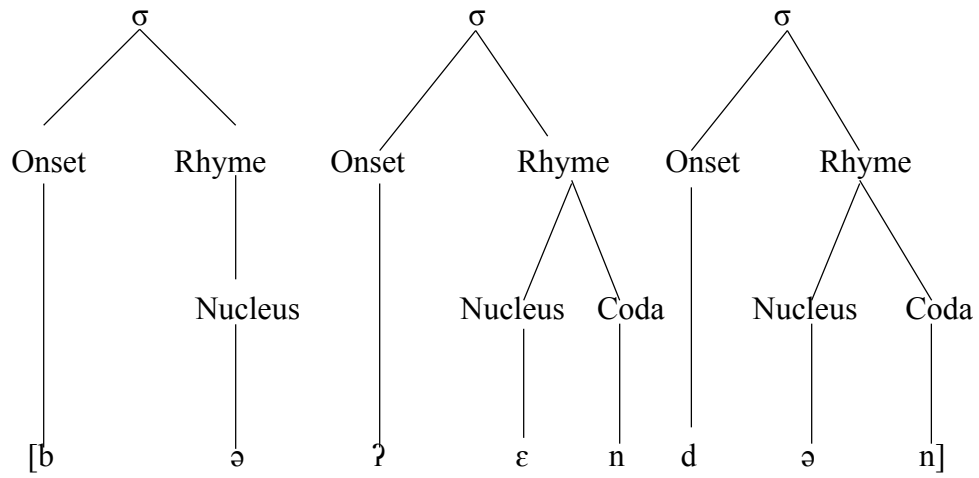 σ σ σ
Onset Rhyme Onset Rhyme Onset Rhyme
Nucleus Nucleus Coda Nucleus Coda
[b ə ʔ ɛ n d ə n]